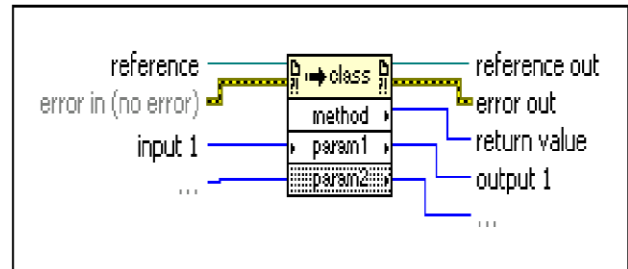 reference
error in (no error)
input 1
...
class
method
param1
param2
reference out
error out
return value
output 1
...